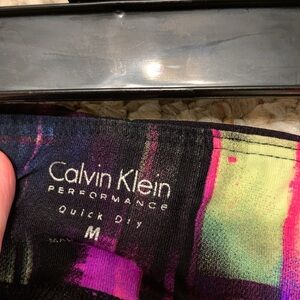 Calvin Klein
PERFORMANCE
Quick Dry
M